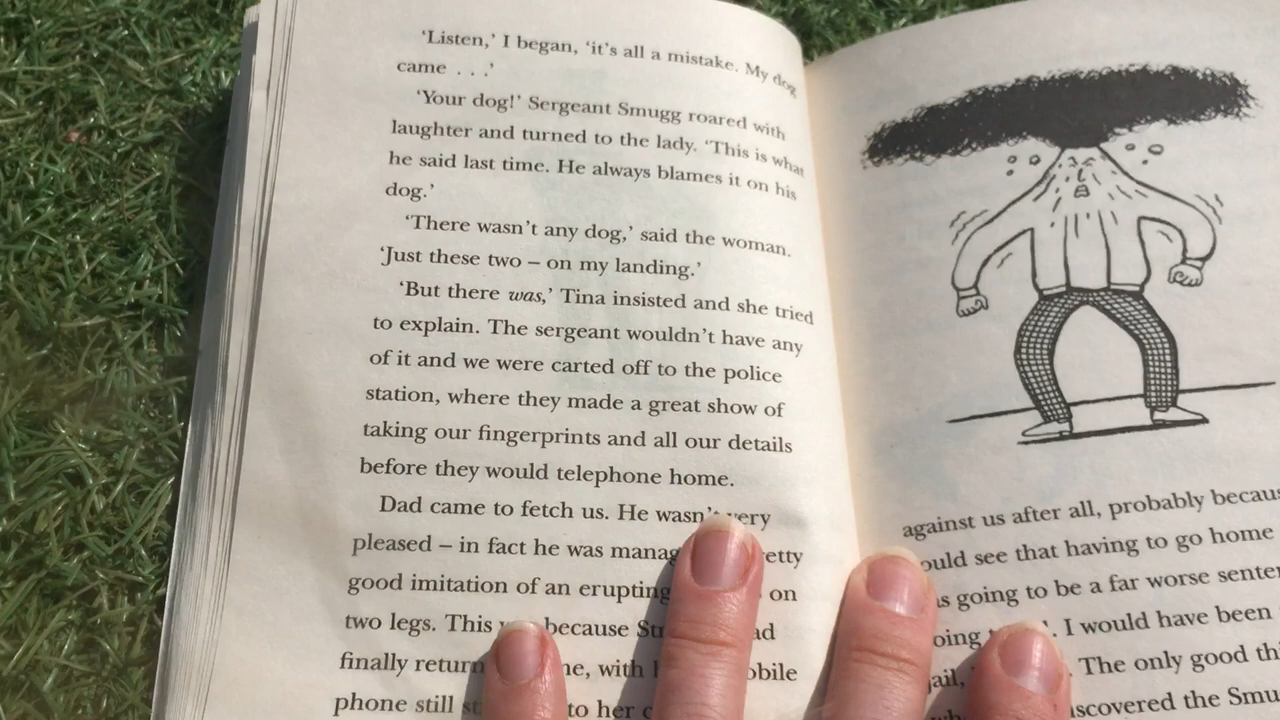 ‘Listen,’ I began, ‘it’s all a mistake. My dog
came . . .’
‘Your dog!’ Sergeant Smugg roared with
laughter and turned to the lady. ‘This is what
he said last time. He always blames it on his
dog.’
‘There wasn’t any dog,’ said the woman.
‘Just these two – on my landing.’
‘But there was,’ Tina insisted and she tried
to explain. The sergeant wouldn’t have any
of it and we were carted off to the police
station, where they made a great show of
taking our fingerprints and all our details
before they would telephone home.
Dad came to fetch us. He wasn’t very
pleased – in fact he was
good imitation of an erupting on
two legs. This because
finally with
phone still to her
against us after all, probably
see that having to go home
going to be a far worse
I would have been
The only good
the